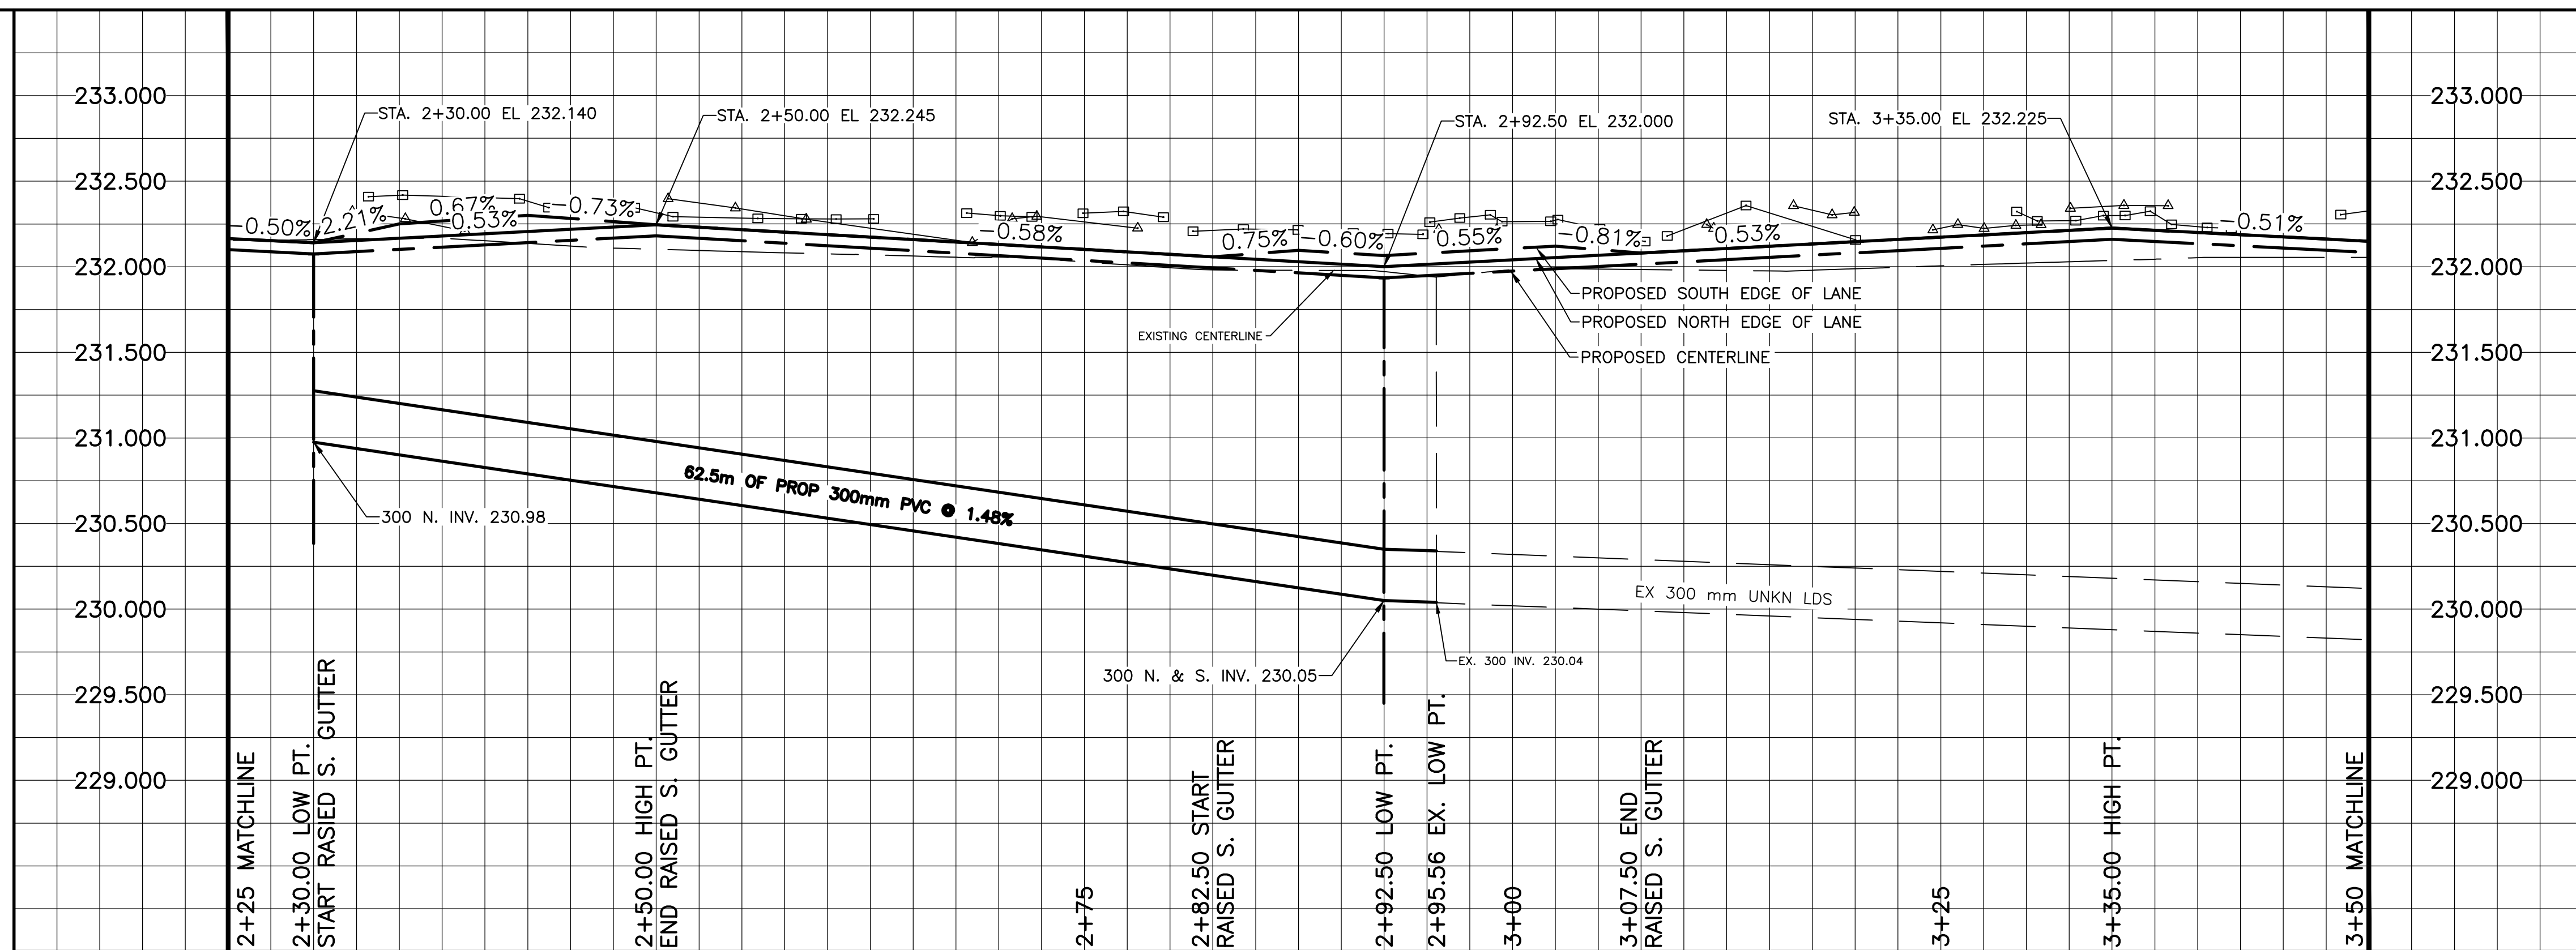 233.000
232.500
232.000
231.500
231.000
230.500
230.000
229.500
229.000
STA. 2+30.00 EL 232.140
STA. 2+50.00 EL 232.245
STA. 2+92.50 EL 232.000
STA. 3+35.00 EL 232.225
-0.50%
2.21%
0.67%
0.53%
-0.73%
-0.58%
0.75%
-0.60%
0.55%
-0.81%
0.53%
-0.51%
EXISTING CENTERLINE
PROPOSED SOUTH EDGE OF LANE
PROPOSED NORTH EDGE OF LANE
PROPOSED CENTERLINE
62.5m OF PROP 300mm PVC @ 1.48%
300 N. INV. 230.98
300 N. & S. INV. 230.05
EX. 300 INV. 230.04
EX 300 mm UNKN LDS
2+25 MATCHLINE
2+30.00 LOW PT.
START RASIED S. GUTTER
2+50.00 HIGH PT.
END RAISED S. GUTTER
2+75
2+82.50 START
RAISED S. GUTTER
2+92.50 LOW PT.
2+95.56 EX. LOW PT.
3+00
3+07.50 END
RAISED S. GUTTER
3+25
3+35.00 HIGH PT.
3+50 MATCHLINE
233.000
232.500
232.000
231.500
231.000
230.500
230.000
229.500
229.000